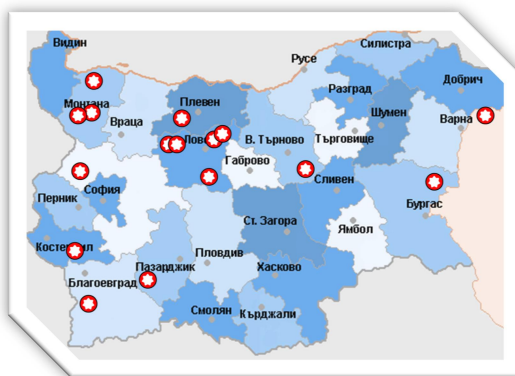 Видин
Силистра
Русе
Добрич
Разград
Монтана
Плевен
Шумен
Враца
Варна
В. Търново
Търговище
Габрово
София
Сливен
Перник
Бургас
Ст. Загора
Ямбол
Пловдив
Пазарджик
Хасково
Благоевград
Смолян
Кърджали